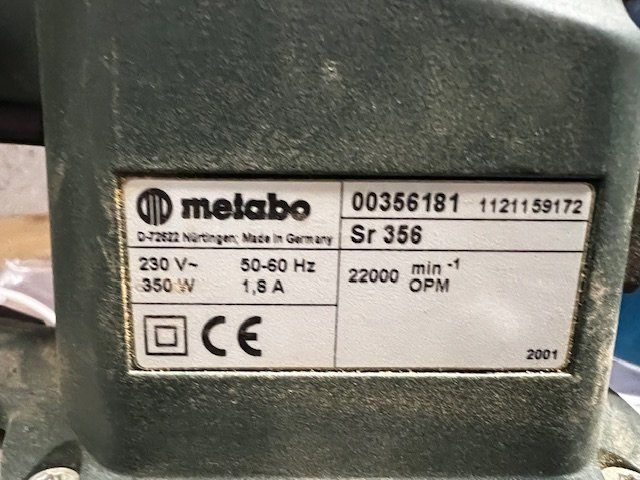 metabo
D-72622 Nürtingen, Made in Germany
00356181 1121159172
Sr 356
230 V~ 50-60 Hz
350 W 1,8 A
22000 min⁻¹
OPM
CE
2001